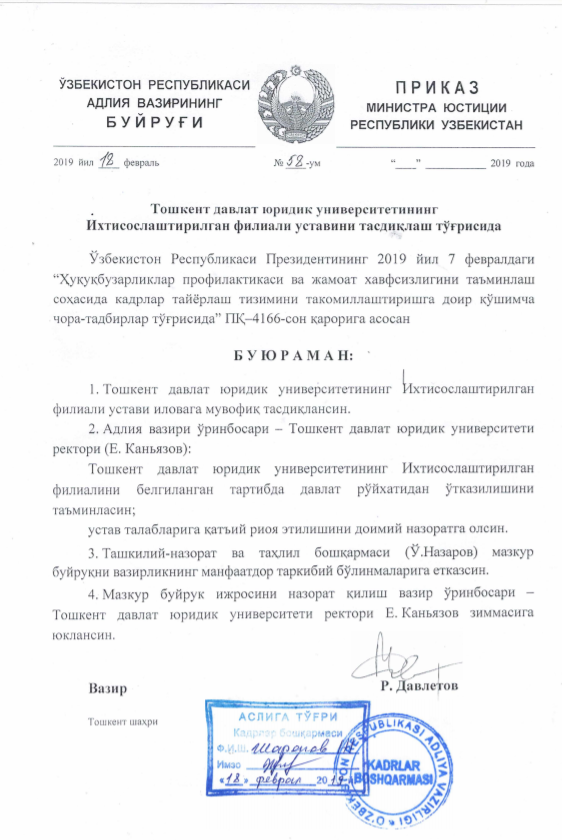 ЎЗБЕКИСТОН РЕСПУБЛИКАСИ
АДЛИЯ ВАЗИРИНИНГ
БУЙРУҒИ
ПРИКАЗ
МИНИСТРА ЮСТИЦИИ
РЕСПУБЛИКИ УЗБЕКИСТАН
2019 йил 18 февраль
№ 58-ум
“___” ____________ 2019 года
Тошкент давлат юридик университетининг
Ихтисослаштирилган филиали уставини тасдиқлаш тўғрисида
Ўзбекистон Республикаси Президентининг 2019 йил 7 февралдаги
“Ҳуқуқбузарликлар профилактикаси ва жамоат хавфсизлигини таъминлаш
соҳасида кадрлар тайёрлаш тизимини такомиллаштиришга доир қўшимча
чора-тадбирлар тўғрисида” ПҚ–4166-сон қарорига асосан
БУЮРАМАН:
1. Тошкент давлат юридик университетининг Ихтисослаштирилган
филиали устави иловага мувофиқ тасдиқлансин.
2. Адлия вазири ўринбосари – Тошкент давлат юридик университети
ректори (Е. Каньязов):
Тошкент давлат юридик университетининг Ихтисослаштирилган
филиалини белгиланган тартибда давлат рўйхатидан ўтказилишини
таъминласин;
устав талабларига қатъий риоя этилишини доимий назоратга олсин.
3. Ташкилий-назорат ва таҳлил бошқармаси (Ў.Назаров) мазкур
буйруқни вазирликнинг манфаатдор таркибий бўлинмаларига етказсин.
4. Мазкур буйрук ижросини назорат қилиш вазир ўринбосари –
Тошкент давлат юридик университети ректори Е. Каньязов зиммасига
юклансин.
Вазир
Р. Давлетов
Тошкент шаҳри
АСЛИГА ТЎҒРИ
Кадрлар бошқармаси
Ф.И.Ш.
Имзо
«18» феврал 2019
O'ZBEKISTON RESPUBLIKASI ADLIYA VAZIRLIGI
KADRLAR
BOSHQARMASI